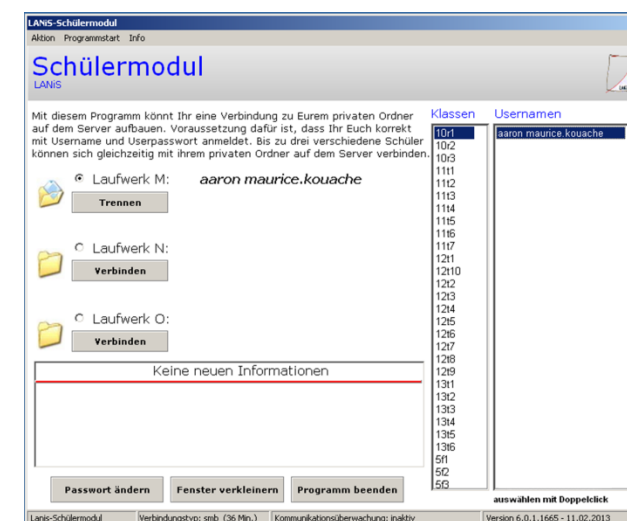 LANiS-Schülermodul
Aktion Programmstart Info
Schülermodul
LANiS
Mit diesem Programm könnt Ihr eine Verbindung zu Eurem privaten Ordner
auf dem Server aufbauen. Voraussetzung dafür ist, dass Ihr Euch korrekt
mit Username und Userpasswort anmeldet. Bis zu drei verschiedene Schüler
können sich gleichzeitig mit ihrem privaten Ordner auf dem Server verbinden.
Laufwerk M: aaron maurice.kouache
Trennen
Laufwerk N:
Verbinden
Laufwerk O:
Verbinden
Keine neuen Informationen
Passwort ändern Fenster verkleinern Programm beenden
Klassen
10r1
10r2
10r3
11t1
11t2
11t3
11t4
11t5
11t6
11t7
12t1
12t10
12t2
12t3
12t4
12t5
12t6
12t7
12t8
12t9
13t1
13t2
13t3
13t4
13t5
13t6
5f1
5f2
5f3
Usernamen
aaron maurice.kouache
auswählen mit Doppelclick
Lanis-Schülermodul Verbindungstyp: smb (36 Min.) Kommunikationsüberwachung: inaktiv Version 6.0.1.1665 - 11.02.2013